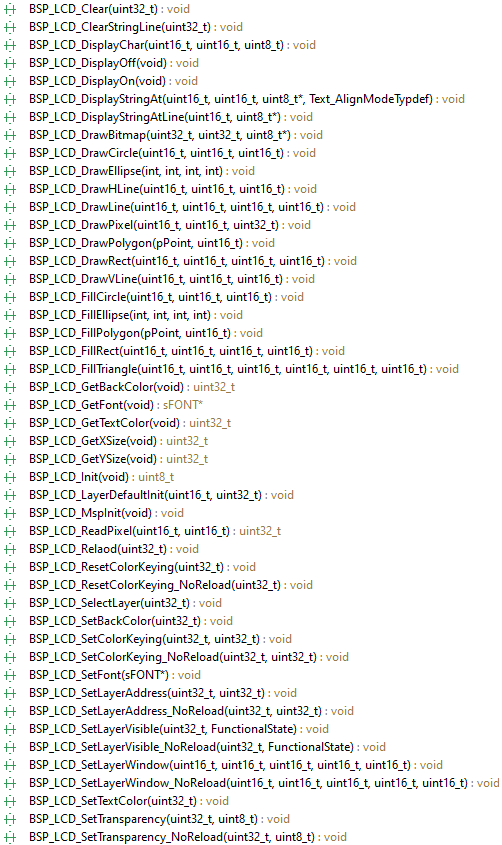 BSP_LCD_Clear(uint32_t) : void
BSP_LCD_ClearStringLine(uint32_t) : void
BSP_LCD_DisplayChar(uint16_t, uint16_t, uint8_t) : void
BSP_LCD_DisplayOff(void) : void
BSP_LCD_DisplayOn(void) : void
BSP_LCD_DisplayStringAt(uint16_t, uint16_t, uint8_t*, Text_AlignModeTypdef) : void
BSP_LCD_DisplayStringAtLine(uint16_t, uint8_t*) : void
BSP_LCD_DrawBitmap(uint32_t, uint32_t, uint8_t*) : void
BSP_LCD_DrawCircle(uint16_t, uint16_t, uint16_t) : void
BSP_LCD_DrawEllipse(int, int, int, int) : void
BSP_LCD_DrawHLine(uint16_t, uint16_t, uint16_t) : void
BSP_LCD_DrawLine(uint16_t, uint16_t, uint16_t, uint16_t) : void
BSP_LCD_DrawPixel(uint16_t, uint16_t, uint32_t) : void
BSP_LCD_DrawPolygon(pPoint, uint16_t) : void
BSP_LCD_DrawRect(uint16_t, uint16_t, uint16_t, uint16_t) : void
BSP_LCD_DrawVLine(uint16_t, uint16_t, uint16_t) : void
BSP_LCD_FillCircle(uint16_t, uint16_t, uint16_t) : void
BSP_LCD_FillEllipse(int, int, int, int) : void
BSP_LCD_FillPolygon(pPoint, uint16_t) : void
BSP_LCD_FillRect(uint16_t, uint16_t, uint16_t, uint16_t) : void
BSP_LCD_FillTriangle(uint16_t, uint16_t, uint16_t, uint16_t, uint16_t, uint16_t) : void
BSP_LCD_GetBackColor(void) : uint32_t
BSP_LCD_GetFont(void) : sFONT*
BSP_LCD_GetTextColor(void) : uint32_t
BSP_LCD_GetXSize(void) : uint32_t
BSP_LCD_GetYSize(void) : uint32_t
BSP_LCD_Init(void) : uint8_t
BSP_LCD_LayerDefaultInit(uint16_t, uint32_t) : void
BSP_LCD_MspInit(void) : void
BSP_LCD_ReadPixel(uint16_t, uint16_t) : uint32_t
BSP_LCD_Relaod(uint32_t) : void
BSP_LCD_ResetColorKeying(uint32_t) : void
BSP_LCD_ResetColorKeying_NoReload(uint32_t) : void
BSP_LCD_SelectLayer(uint32_t) : void
BSP_LCD_SetBackColor(uint32_t) : void
BSP_LCD_SetColorKeying(uint32_t, uint32_t) : void
BSP_LCD_SetColorKeying_NoReload(uint32_t, uint32_t) : void
BSP_LCD_SetFont(sFONT*) : void
BSP_LCD_SetLayerAddress(uint32_t, uint32_t) : void
BSP_LCD_SetLayerAddress_NoReload(uint32_t, uint32_t) : void
BSP_LCD_SetLayerVisible(uint32_t, FunctionalState) : void
BSP_LCD_SetLayerVisible_NoReload(uint32_t, FunctionalState) : void
BSP_LCD_SetLayerWindow(uint16_t, uint16_t, uint16_t, uint16_t, uint16_t) : void
BSP_LCD_SetLayerWindow_NoReload(uint16_t, uint16_t, uint16_t, uint16_t, uint16_t) : void
BSP_LCD_SetTextColor(uint32_t) : void
BSP_LCD_SetTransparency(uint32_t, uint8_t) : void
BSP_LCD_SetTransparency_NoReload(uint32_t, uint8_t) : void